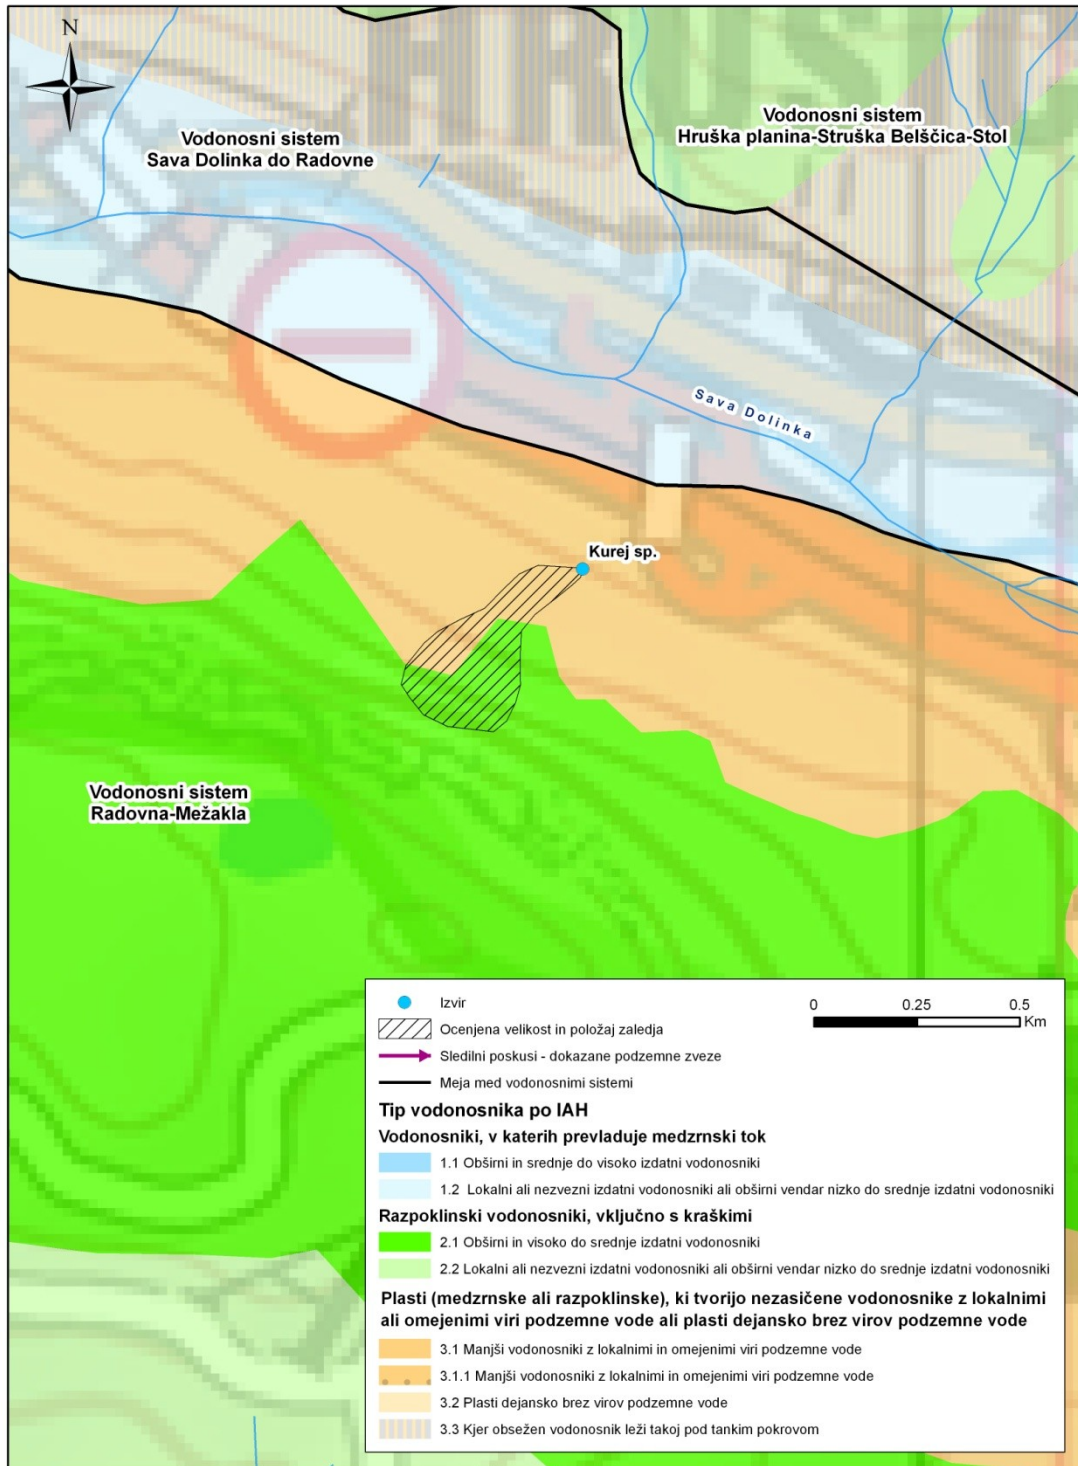 N
Vodonosni sistem
Sava Dolinka do Radovne
Vodonosni sistem
Hruška planina-Struška Belščica-Stol
Sava Dolinka
Kurej sp.
Vodonosni sistem
Radovna-Mežakla
Izvir
0 0.25 0.5
Km
Ocenjena velikost in položaj zaledja
Sledilni poskusi - dokazane podzemne zveze
Meja med vodonosnimi sistemi
Tip vodonosnika po IAH
Vodonosniki, v katerih prevladuje medzrnski tok
1.1 Obširni in srednje do visoko izdatni vodonosniki
1.2 Lokalni ali nezvezni izdatni vodonosniki ali obširni vendar nizko do srednje izdatni vodonosniki
Razpoklinski vodonosniki, vključno s kraškimi
2.1 Obširni in visoko do srednje izdatni vodonosniki
2.2 Lokalni ali nezvezni izdatni vodonosniki ali obširni vendar nizko do srednje izdatni vodonosniki
Plasti (medzrnske ali razpoklinske), ki tvorijo nezasičene vodonosnike z lokalnimi
ali omejenimi viri podzemne vode ali plasti dejansko brez virov podzemne vode
3.1 Manjši vodonosniki z lokalnimi in omejenimi viri podzemne vode
3.1.1 Manjši vodonosniki z lokalnimi in omejenimi viri podzemne vode
3.2 Plasti dejansko brez virov podzemne vode
3.3 Kjer obsežen vodonosnik leži takoj pod tankim pokrovom